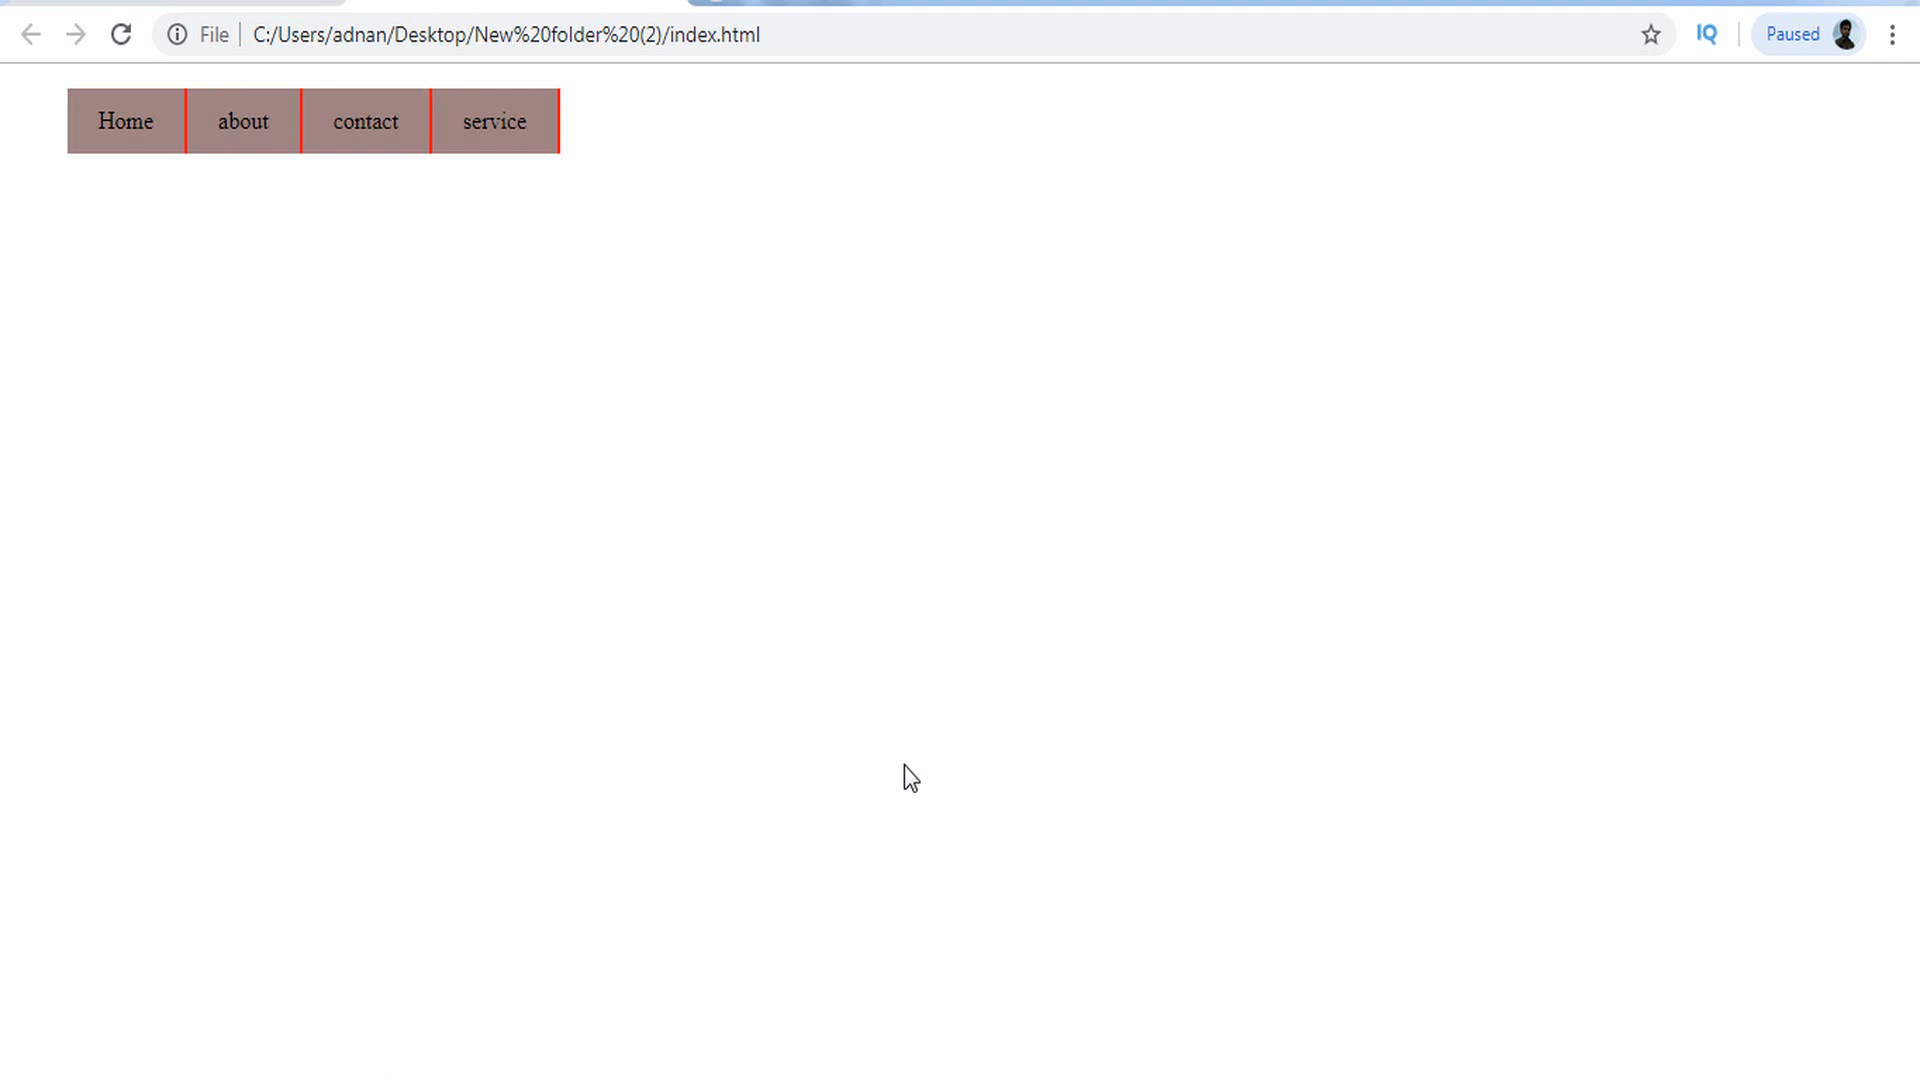 File C:/Users/adnan/Desktop/New%20folder%20(2)/index.html IQ Paused
Home about contact service